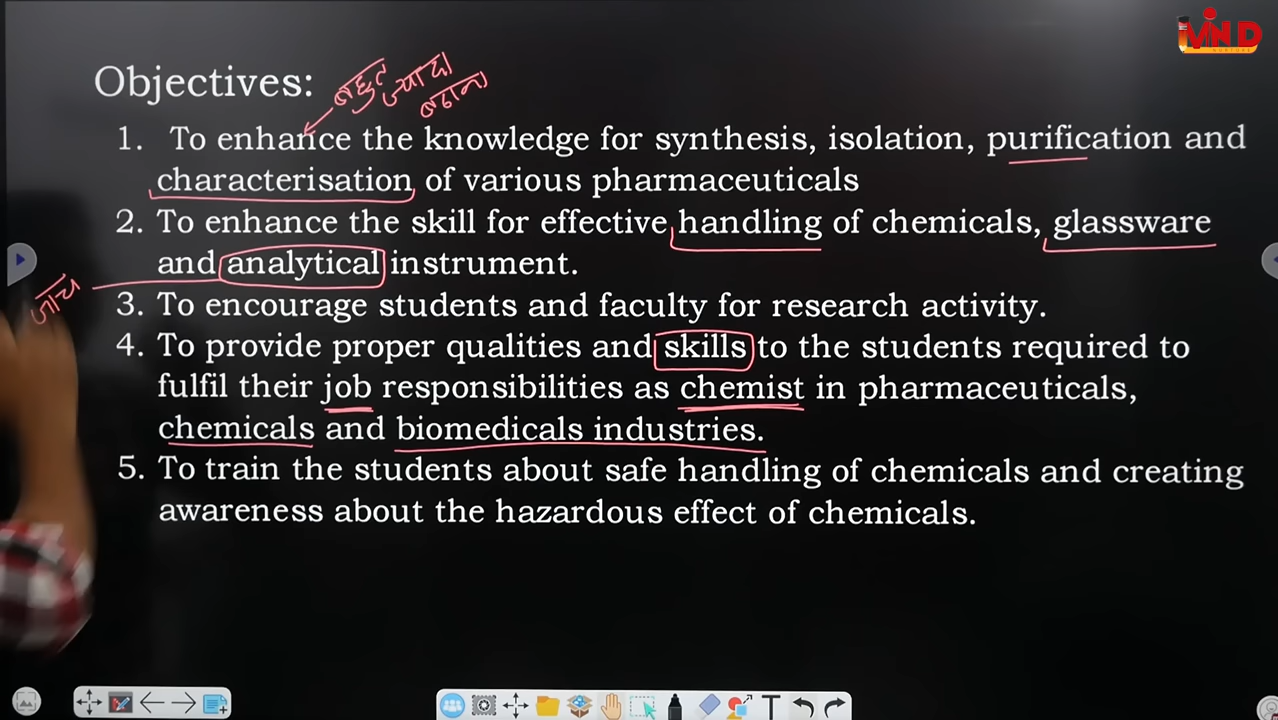 MIND
Objectives:
बहुत ज्यादा
1. To enhance the knowledge for synthesis, isolation, purification and
characterisation of various pharmaceuticals
2. To enhance the skill for effective handling of chemicals, glassware
and analytical instrument.
3. To encourage students and faculty for research activity.
4. To provide proper qualities and skills to the students required to
fulfil their job responsibilities as chemist in pharmaceuticals,
chemicals and biomedicals industries.
5. To train the students about safe handling of chemicals and creating
awareness about the hazardous effect of chemicals.